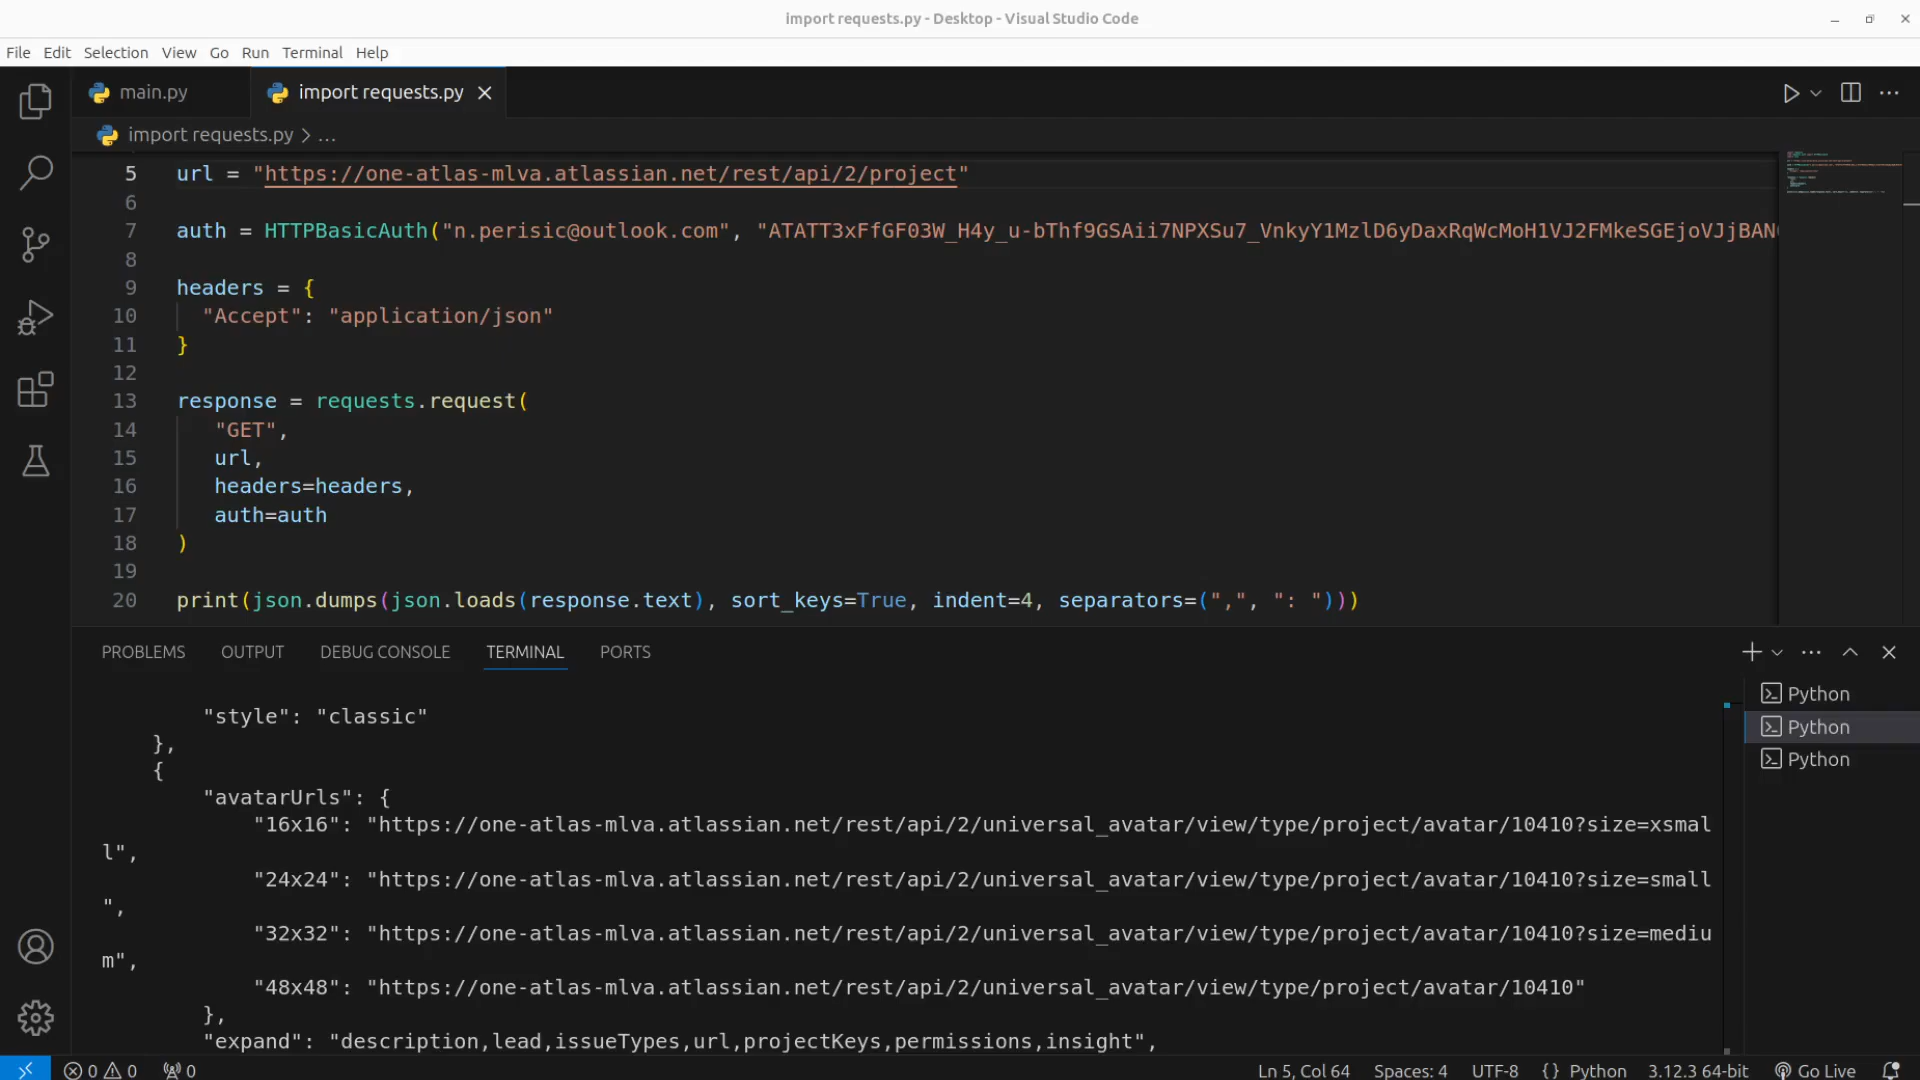 import requests.py - Desktop - Visual Studio Code
File Edit Selection View Go Run Terminal Help
main.py
import requests.py
import requests.py > ...
5 url = "https://one-atlas-mlva.atlassian.net/rest/api/2/project"
6
7 auth = HTTPBasicAuth("n.perisic@outlook.com", "ATATT3xFfGF03W_H4y_u-bThf9GSAii7NPXSu7_VnkyY1MzlD6yDaxRqWcMoH1VJ2FMkeSGEjoVJjBAN
8
9 headers = {
10 "Accept": "application/json"
11 }
12
13 response = requests.request(
14 "GET",
15 url,
16 headers=headers,
17 auth=auth
18 )
19
20 print(json.dumps(json.loads(response.text), sort_keys=True, indent=4, separators=(",", ": ")))
PROBLEMS OUTPUT DEBUG CONSOLE TERMINAL PORTS
"style": "classic"
},
{
"avatarUrls": {
"16x16": "https://one-atlas-mlva.atlassian.net/rest/api/2/universal_avatar/view/type/project/avatar/10410?size=xsmal
l",
"24x24": "https://one-atlas-mlva.atlassian.net/rest/api/2/universal_avatar/view/type/project/avatar/10410?size=small
",
"32x32": "https://one-atlas-mlva.atlassian.net/rest/api/2/universal_avatar/view/type/project/avatar/10410?size=mediu
m",
"48x48": "https://one-atlas-mlva.atlassian.net/rest/api/2/universal_avatar/view/type/project/avatar/10410"
},
"expand": "description,lead,issueTypes,url,projectKeys,permissions,insight",
Python
Python
Python
0 0 0 Ln 5, Col 64 Spaces: 4 UTF-8 {} Python 3.12.3 64-bit Go Live